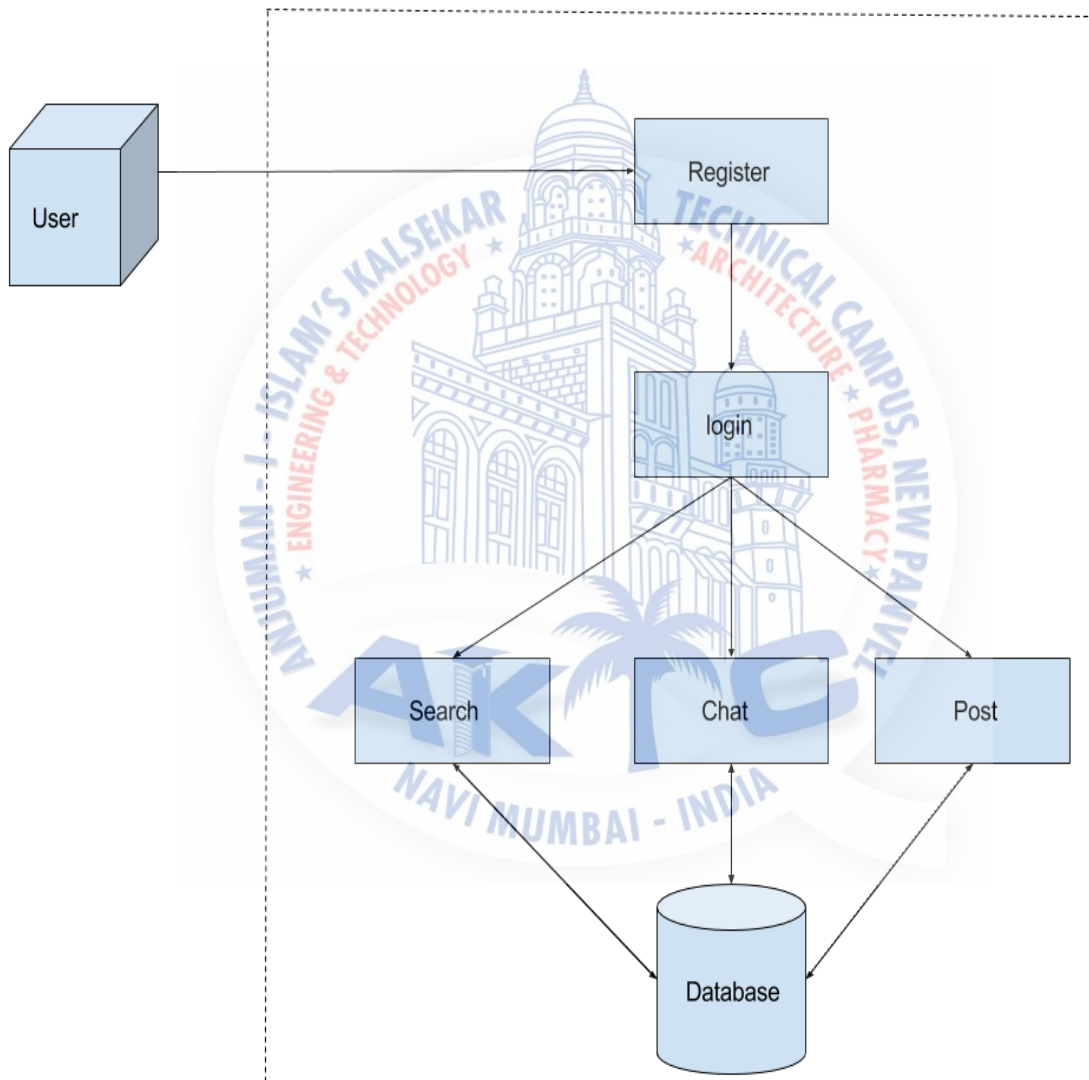 User
Register
login
Search
Chat
Post
Database
ANJUMAN - I - ISLAM'S KALSEKAR TECHNICAL CAMPUS, NEW PANVEL
★ ENGINEERING & TECHNOLOGY ★ ★ ARCHITECTURE ★ PHARMACY ★
AKTC
NAVI MUMBAI - INDIA